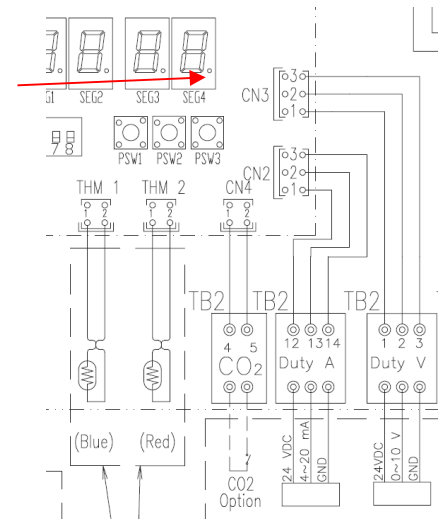 G1 SEG2 SEG3 SEG4
CN3
3
2
1
7 8
PSW1 PSW2 PSW3
CN2
3
2
1
THM 1 THM 2 CN4
1 2 1 2 1 2
TB2 TB2 TB2
4 5 12 13 14 1 2 3
CO2 Duty A Duty V
24 VDC
4~20 mA
GND
24VDC
0~10 V
GND
(Blue) (Red)
CO2
Option